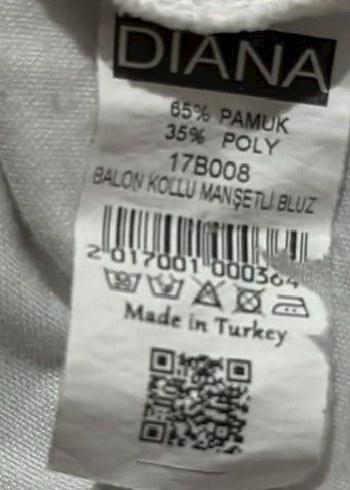 DIANA
65% PAMUK
35% POLY
17B008
BALON KOLLU MANŞETLİ BLUZ
2 017001 000364
Made in Turkey